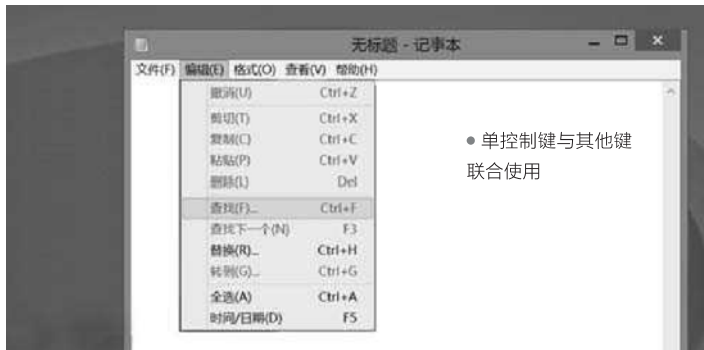 无标题 - 记事本
文件(F) 编辑(E) 格式(O) 查看(V) 帮助(H)
撤消(U) Ctrl+Z
剪切(T) Ctrl+X
复制(C) Ctrl+C
粘贴(P) Ctrl+V
删除(L) Del
查找(F)... Ctrl+F
查找下一个(N) F3
替换(R)... Ctrl+H
转到(G)... Ctrl+G
全选(A) Ctrl+A
时间/日期(D) F5
● 单控制键与其他键
联合使用